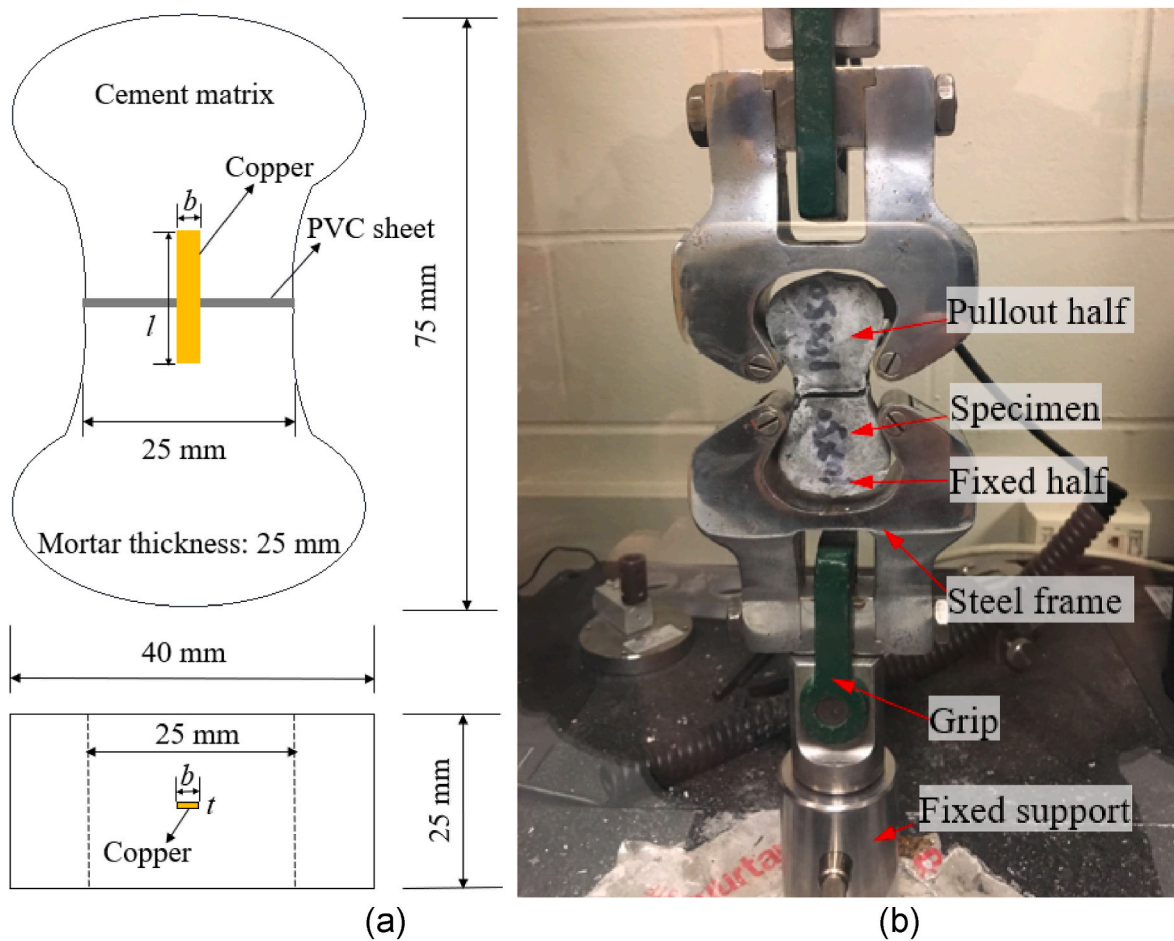 Cement matrix
Copper
b
PVC sheet
l
75 mm
25 mm
Mortar thickness: 25 mm
40 mm
25 mm
b
t
Copper
25 mm
(a)
Pullout half
Specimen
Fixed half
Steel frame
Grip
Fixed support
(b)